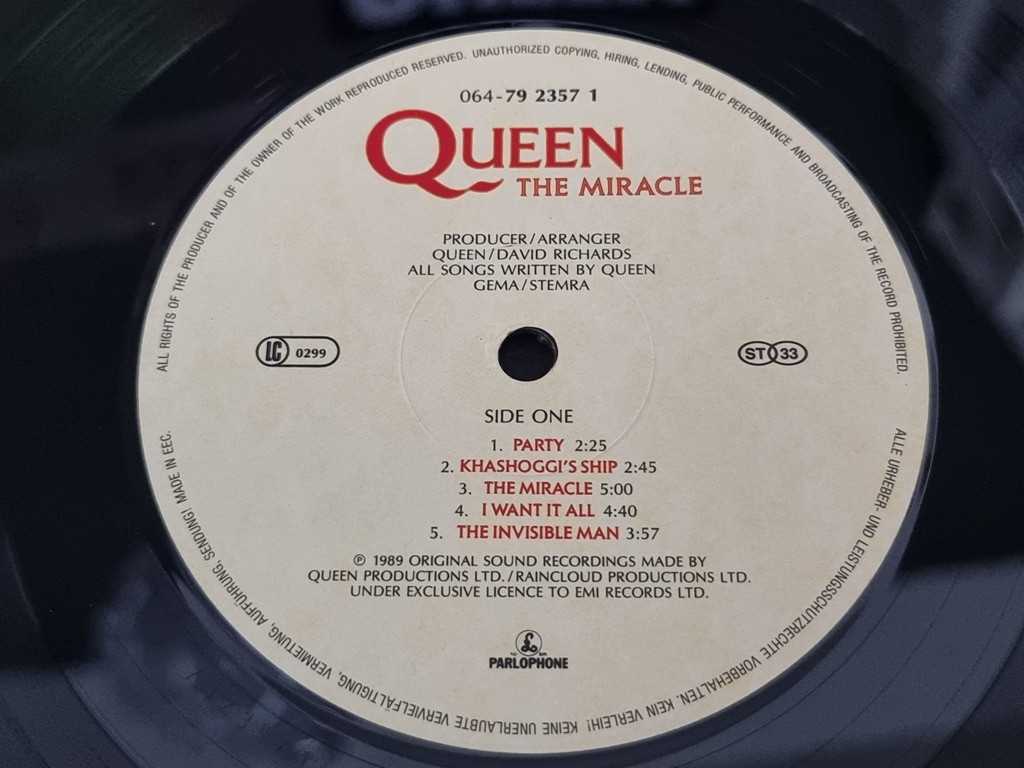 ALL RIGHTS OF THE PRODUCER AND OF THE OWNER OF THE WORK REPRODUCED RESERVED. UNAUTHORIZED COPYING, HIRING, LENDING, PUBLIC PERFORMANCE AND BROADCASTING OF THE RECORD PROHIBITED.
064-79 2357 1
QUEEN
THE MIRACLE
PRODUCER/ARRANGER
QUEEN/DAVID RICHARDS
ALL SONGS WRITTEN BY QUEEN
GEMA/STEMRA
LC 0299
ST 33
SIDE ONE
1. PARTY 2:25
2. KHASHOGGI'S SHIP 2:45
3. THE MIRACLE 5:00
4. I WANT IT ALL 4:40
5. THE INVISIBLE MAN 3:57
℗ 1989 ORIGINAL SOUND RECORDINGS MADE BY
QUEEN PRODUCTIONS LTD./RAINCLOUD PRODUCTIONS LTD.
UNDER EXCLUSIVE LICENCE TO EMI RECORDS LTD.
£
PARLOPHONE
ALLE URHEBER- UND LEISTUNGSSCHUTZRECHTE VORBEHALTEN. KEIN VERLEIH! KEINE UNERLAUBTE VERVIELFÄLTIGUNG, VERMIETUNG, AUFFÜHRUNG, SENDUNG! MADE IN EEC.